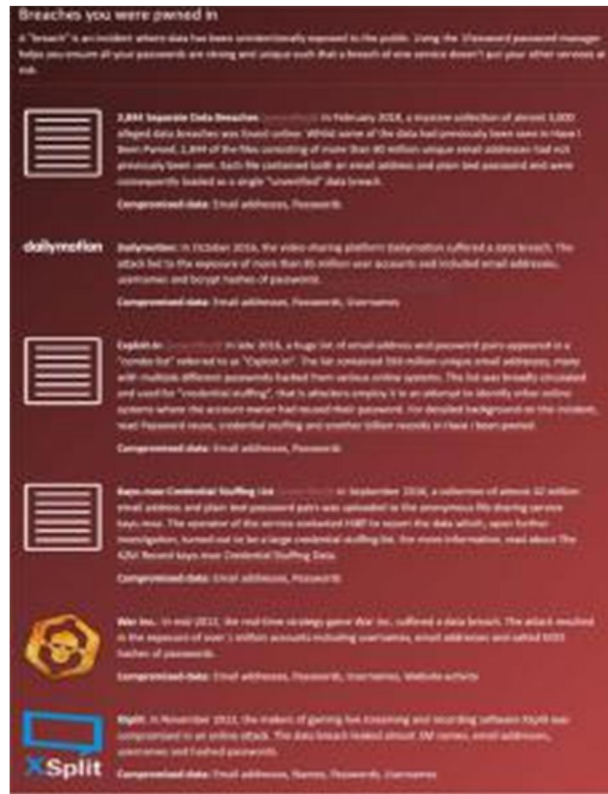 Breaches you were pwned in
A "breach" is an incident where data has been unintentionally exposed to the public. Using the 1Password password manager
helps you ensure all your passwords are strong and unique such that a breach of one service doesn't put your other services at
risk.
2,844 Separate Data Breaches In February 2018, a massive collection of almost 3,000
alleged data breaches was found online. Whilst some of the data had previously been seen in Have I
Been Pwned, 2,844 of the files consisting of more than 80 million unique email addresses had not
previously been seen. Each file contained both an email address and plain text password and were
consequently loaded as a single "unverified" data breach.
Compromised data: Email addresses, Passwords
dailymotion
Dailymotion: In October 2016, the video sharing platform Dailymotion suffered a data breach. The
attack led to the exposure of more than 85 million user accounts and included email addresses,
usernames and bcrypt hashes of passwords.
Compromised data: Email addresses, Passwords, Usernames
Exploit.In In late 2016, a huge list of email address and password pairs appeared in a
"combo list" referred to as "Exploit.In". The list contained 593 million unique email addresses, many
with multiple different passwords hacked from various online systems. The list was broadly circulated
and used for "credential stuffing", that is attackers employ it in an attempt to identify other online
systems where the account owner had reused their password. For detailed background on this incident,
read Password reuse, credential stuffing and another billion records in Have I been pwned.
Compromised data: Email addresses, Passwords
Kayo.moe Credential Stuffing List In September 2018, a collection of almost 42 million
email address and plain text password pairs was uploaded to the anonymous file sharing service
kayo.moe. The operator of the service contacted HIBP to report the data which, upon further
investigation, turned out to be a large credential stuffing list. For more information, read about The
42M Record kayo.moe Credential Stuffing Data.
Compromised data: Email addresses, Passwords
War Inc.: In mid-2012, the real-time strategy game War Inc. suffered a data breach. The attack resulted
in the exposure of over 1 million accounts including usernames, email addresses and salted MD5
hashes of passwords.
Compromised data: Email addresses, Passwords, Usernames, Website activity
XSplit
XSplit: In November 2013, the makers of gaming live streaming and recording software XSplit was
compromised in an online attack. The data breach leaked almost 3M names, email addresses,
usernames and hashed passwords.
Compromised data: Email addresses, Names, Passwords, Usernames